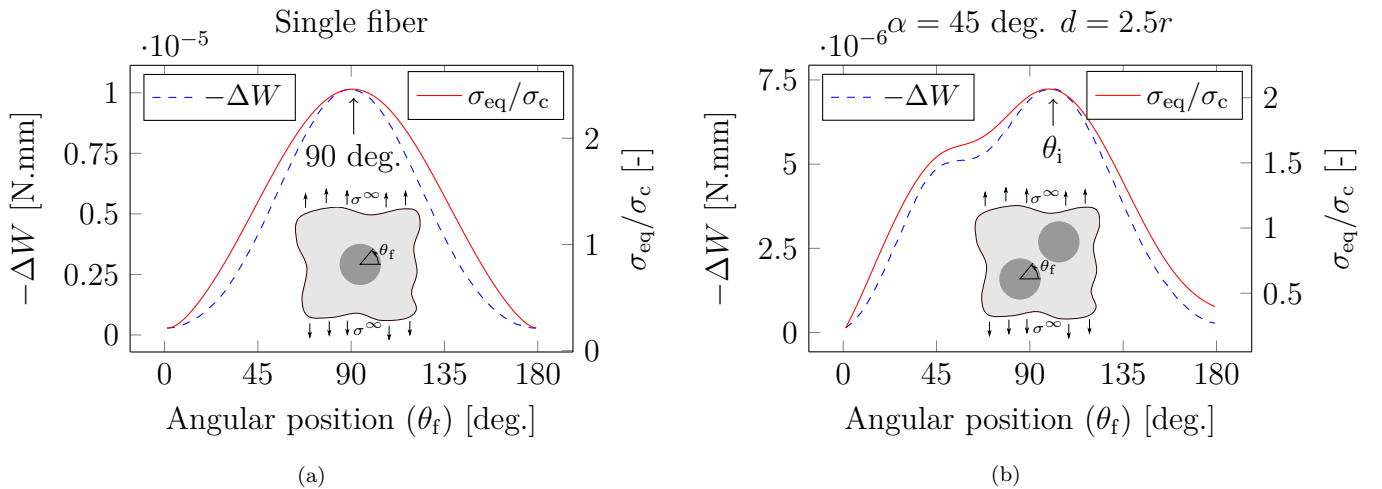 Single fiber
·10⁻⁵
−ΔW
σeq/σc
1
0.75
0.5
0.25
0
−ΔW [N.mm]
2
1
0
σeq/σc [-]
90 deg.
σ∞
θf
σ∞
0 45 90 135 180
Angular position (θf) [deg.]
(a)
α = 45 deg. d = 2.5r
·10⁻⁶
−ΔW
σeq/σc
7.5
5
2.5
0
−ΔW [N.mm]
2
1.5
1
0.5
σeq/σc [-]
θi
σ∞
θf
σ∞
0 45 90 135 180
Angular position (θf) [deg.]
(b)